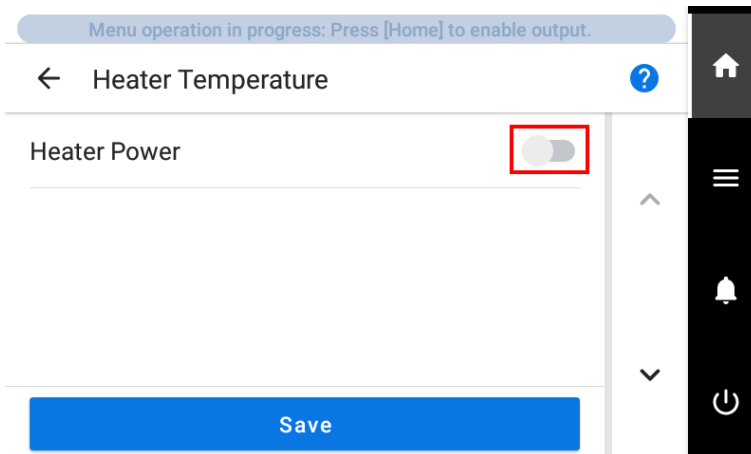 Menu operation in progress: Press [Home] to enable output.
Heater Temperature
?
Heater Power
Save